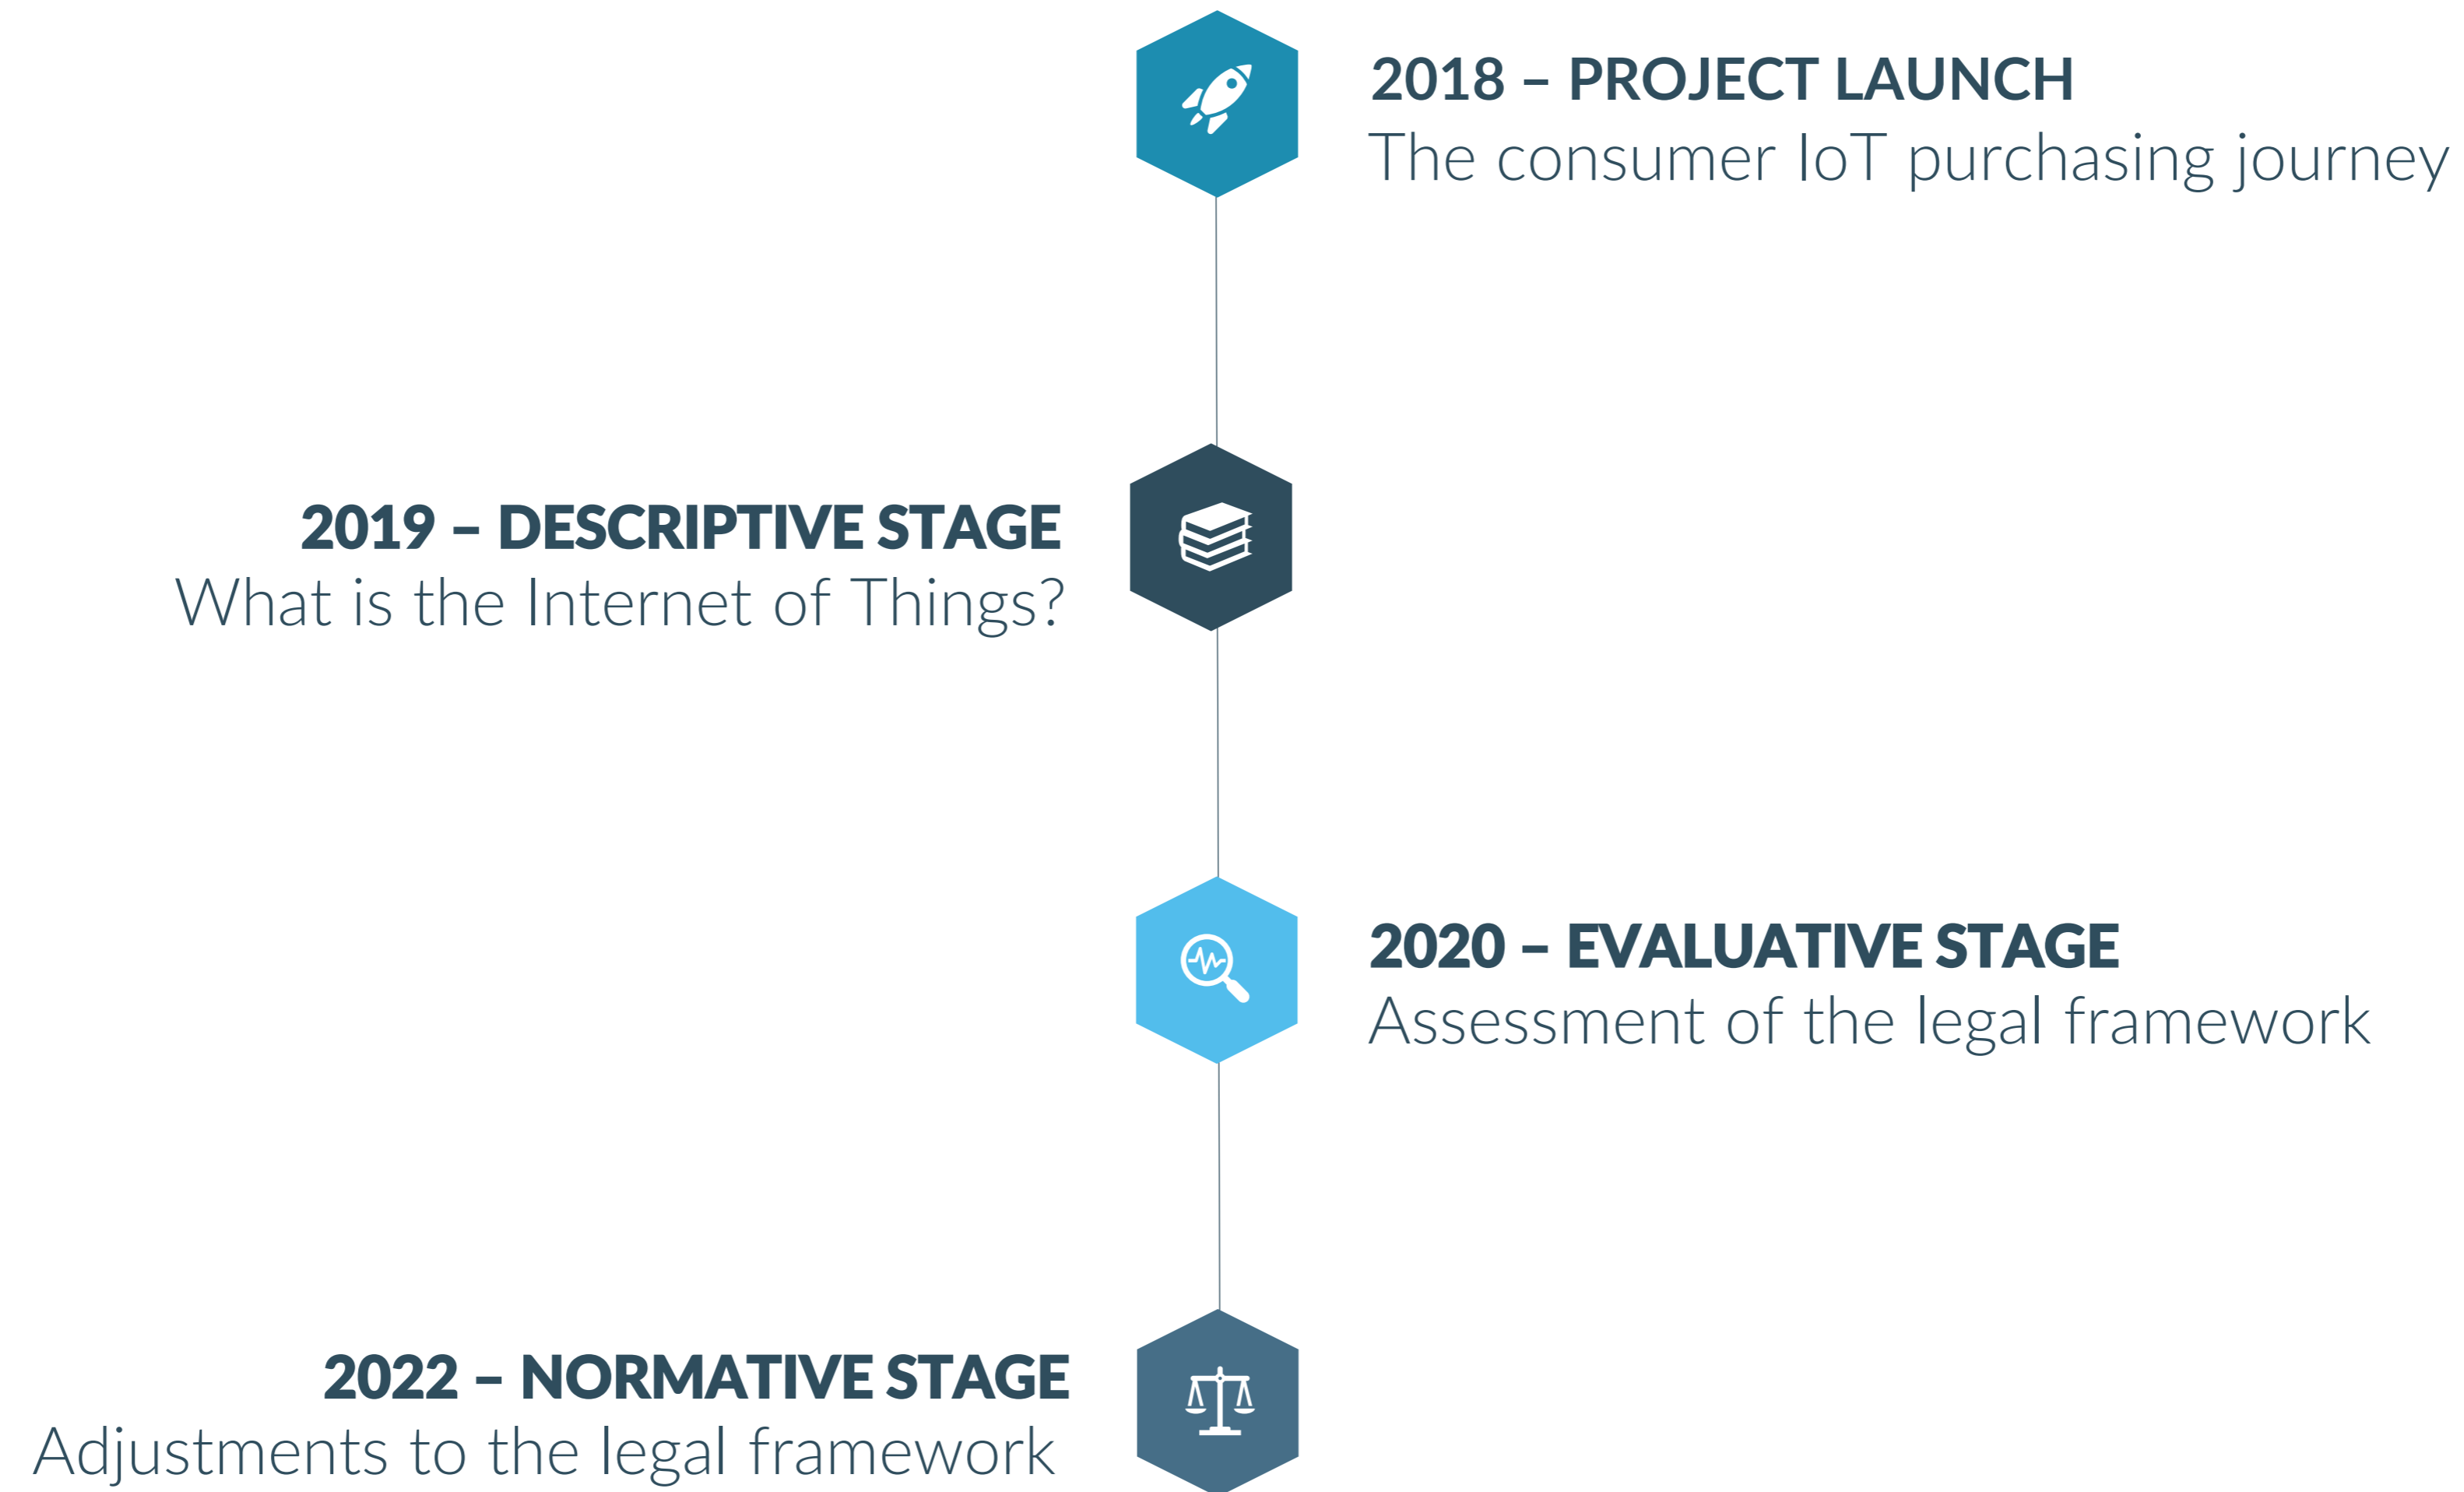 2018 – PROJECT LAUNCH
The consumer IoT purchasing journey
2019 – DESCRIPTIVE STAGE
What is the Internet of Things?
2020 – EVALUATIVE STAGE
Assessment of the legal framework
2022 – NORMATIVE STAGE
Adjustments to the legal framework